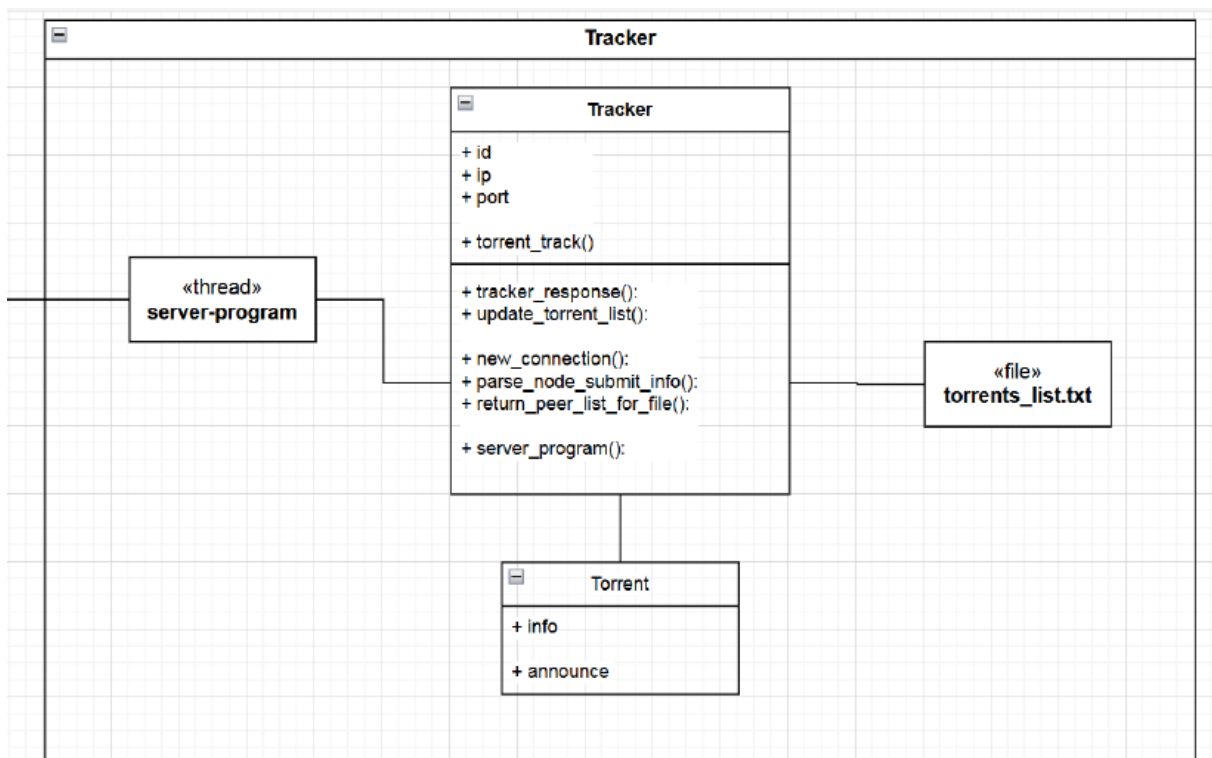 Tracker
Tracker
+ id
+ ip
+ port
+ torrent_track()
+ tracker_response():
+ update_torrent_list():
+ new_connection():
+ parse_node_submit_info():
+ return_peer_list_for_file():
+ server_program():
«thread»
server-program
«file»
torrents_list.txt
Torrent
+ info
+ announce